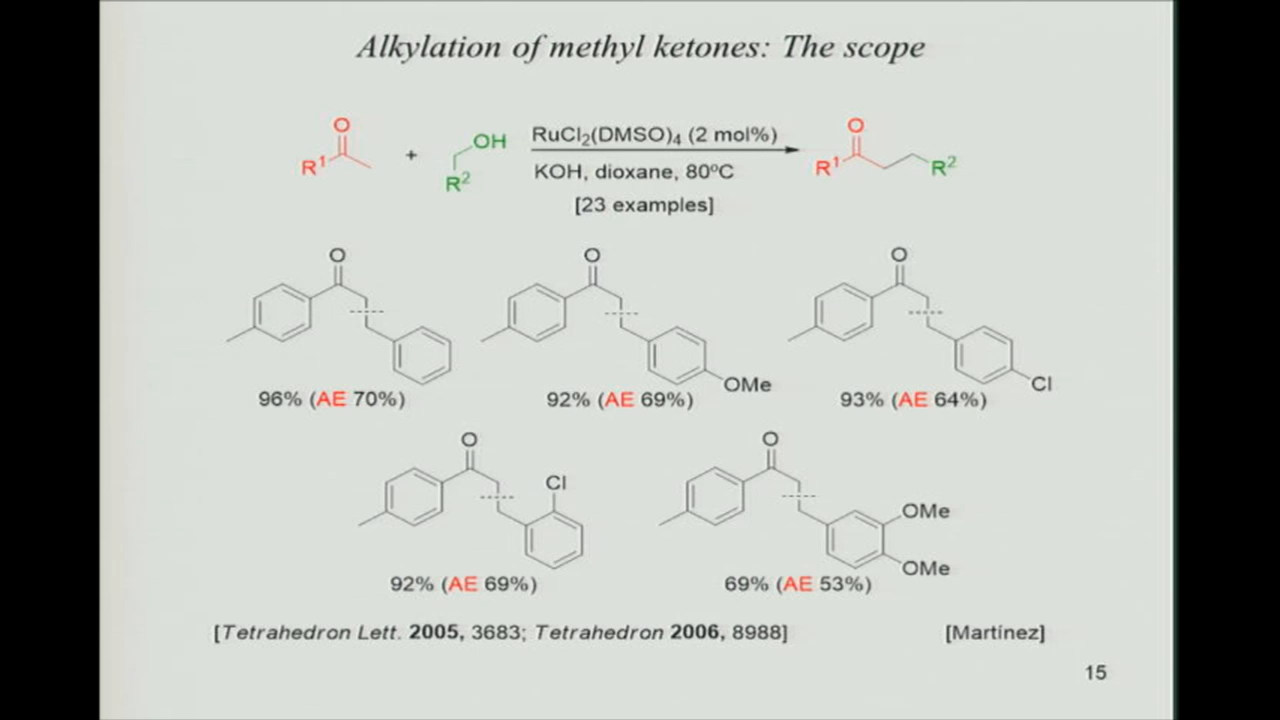 Alkylation of methyl ketones: The scope
O
R¹
+
OH
R²
RuCl₂(DMSO)₄ (2 mol%)
KOH, dioxane, 80ºC
[23 examples]
O
R¹
R²
O
96% (AE 70%)
O
OMe
92% (AE 69%)
O
Cl
93% (AE 64%)
O
Cl
92% (AE 69%)
O
OMe
OMe
69% (AE 53%)
[Tetrahedron Lett. 2005, 3683; Tetrahedron 2006, 8988]
[Martínez]
15